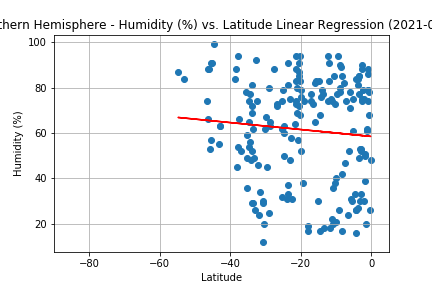 thern Hemisphere - Humidity (%) vs. Latitude Linear Regression (2021-0
100
80
60
40
20
Humidity (%)
−80 −60 −40 −20 0
Latitude